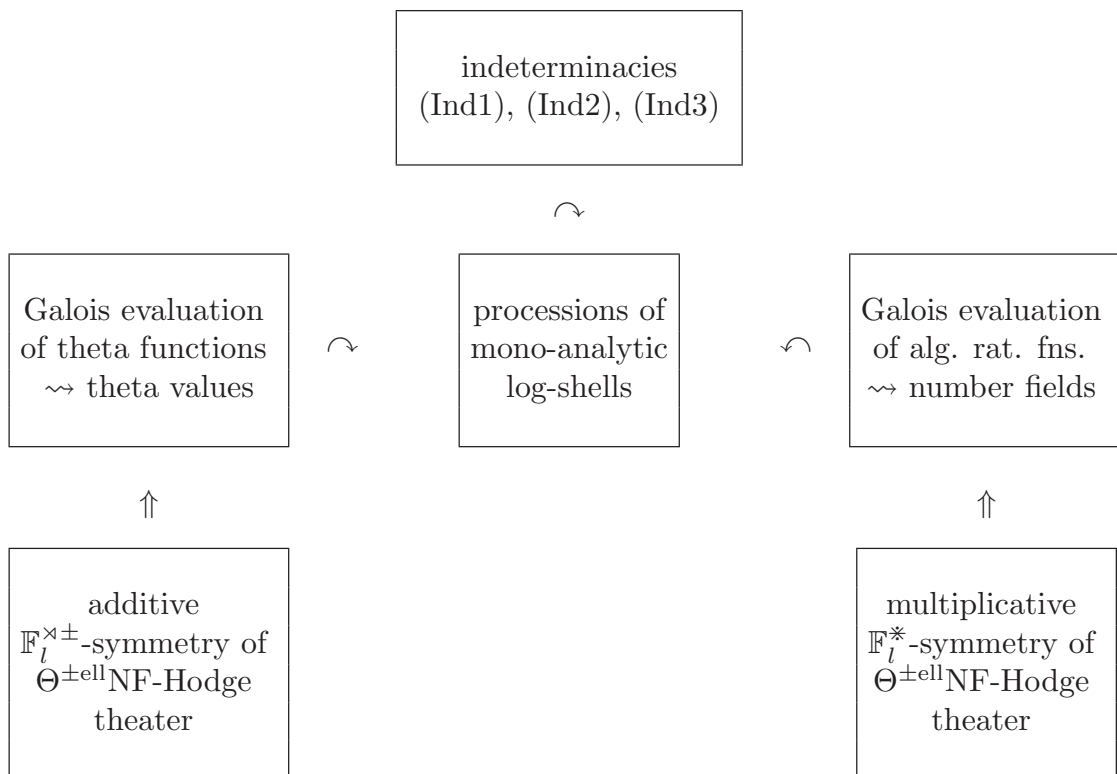 indeterminacies
(Ind1), (Ind2), (Ind3)
↷
Galois evaluation
of theta functions
⇝ theta values
↷
processions of
mono-analytic
log-shells
↶
Galois evaluation
of alg. rat. fns.
⇝ number fields
⇑
⇑
additive
𝔽_l^{⋊±}-symmetry of
Θ^{±ell}NF-Hodge
theater
multiplicative
𝔽_l^{⋇}-symmetry of
Θ^{±ell}NF-Hodge
theater